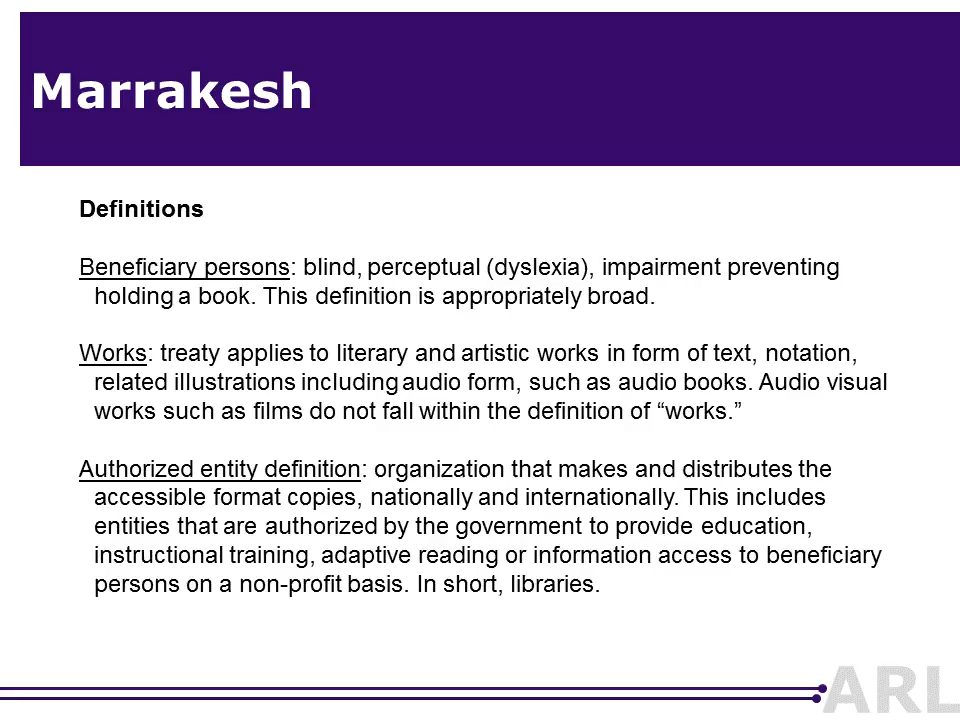 Marrakesh
Definitions
Beneficiary persons: blind, perceptual (dyslexia), impairment preventing
holding a book. This definition is appropriately broad.
Works: treaty applies to literary and artistic works in form of text, notation,
related illustrations including audio form, such as audio books. Audio visual
works such as films do not fall within the definition of “works.”
Authorized entity definition: organization that makes and distributes the
accessible format copies, nationally and internationally. This includes
entities that are authorized by the government to provide education,
instructional training, adaptive reading or information access to beneficiary
persons on a non-profit basis. In short, libraries.
ARL